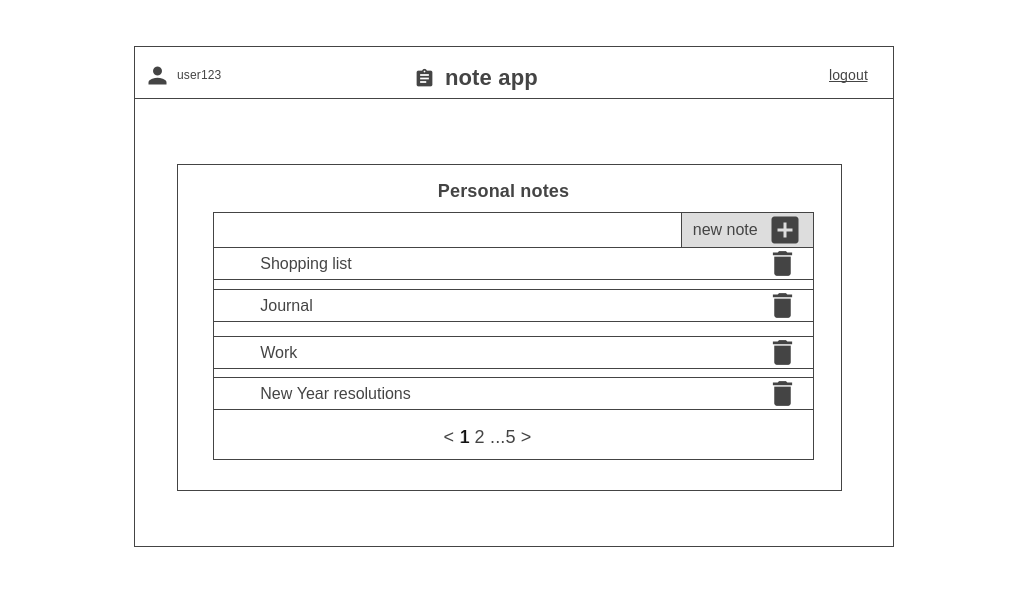 user123
note app
logout
Personal notes
new note
Shopping list
Journal
Work
New Year resolutions
< 1 2 ...5 >